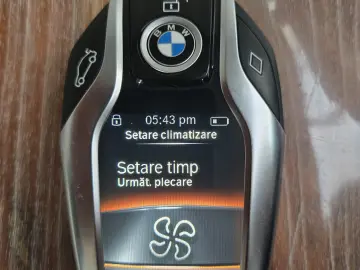 BMW
05:43 pm
Setare climatizare
Setare timp
Următ. plecare